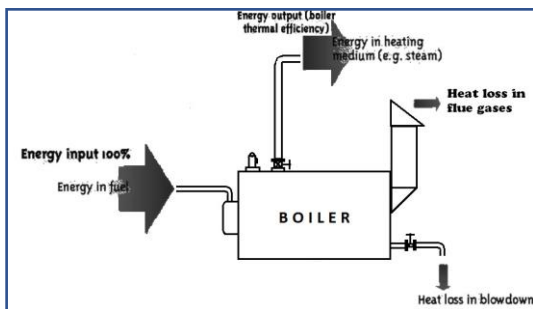 Energy output (boiler
thermal efficiency)
Energy in heating
medium (e.g. steam)
Heat loss in
flue gases
Energy input 100%
Energy in fuel
BOILER
Heat loss in blowdown